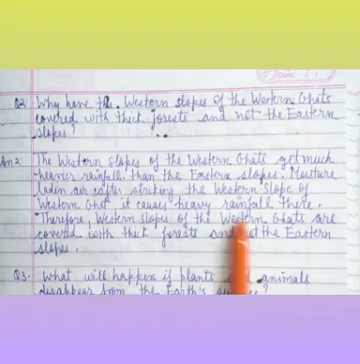 Q2. Why have the Western slopes of the Western Ghats
covered with thick forests and not the Eastern
slopes?
Ans2. The Western slopes of the Western Ghats get much
heavier rainfall than the Eastern slopes. Moisture
laden air after striking the Western Slope of
Western Ghat it causes heavy rainfall there.
Therefore, Western slopes of the Western Ghats are
covered with thick forests and not the Eastern
slopes.
Q3. What will happen if plants animals
disappear from the Earth's